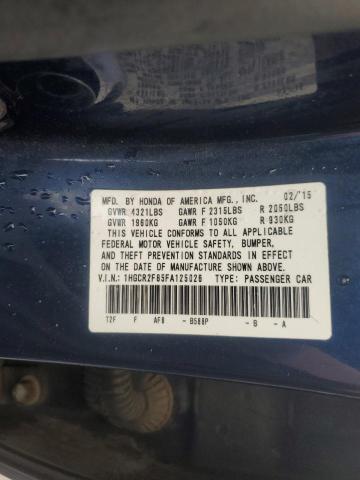 MFD. BY HONDA OF AMERICA MFG., INC. 02/'15
GVWR 4321LBS GAWR F 2315LBS R 2050LBS
GVWR 1960KG GAWR F 1050KG R 930KG
THIS VEHICLE CONFORMS TO ALL APPLICABLE
FEDERAL MOTOR VEHICLE SAFETY, BUMPER,
AND THEFT PREVENTION STANDARDS IN EFFECT
ON THE DATE OF MANUFACTURE SHOWN ABOVE.
V.I.N.: 1HGCR2F85FA125026 TYPE: PASSENGER CAR
T2F F AF8 -B588P -B -A